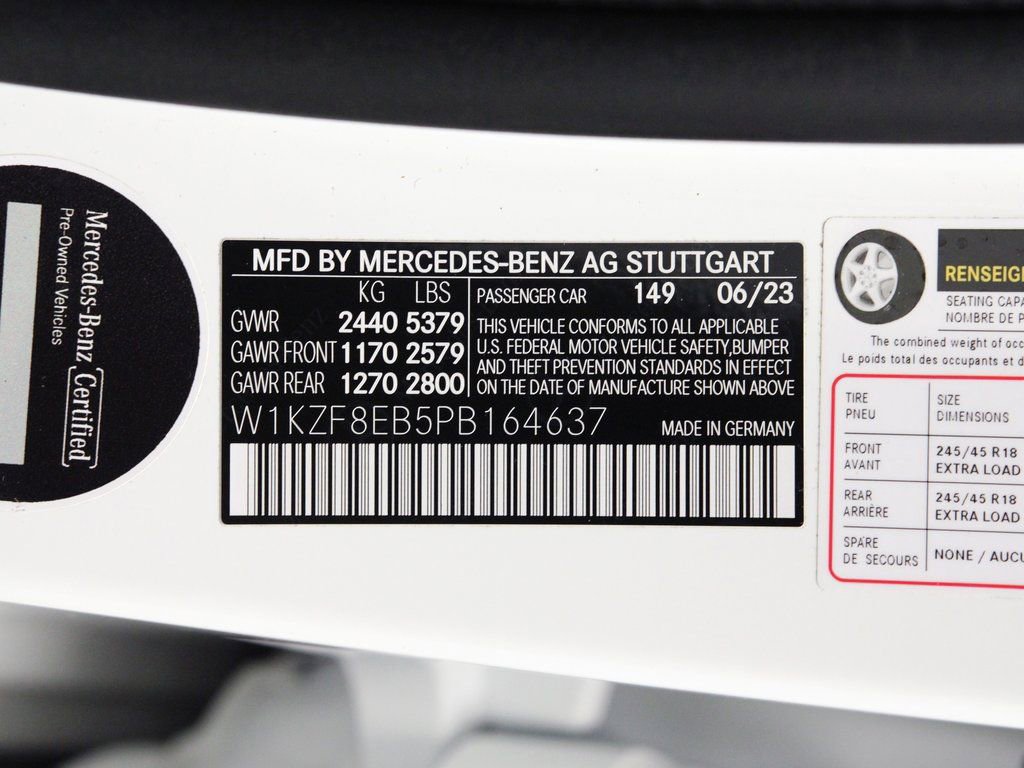 Mercedes-Benz Certified
Pre-Owned Vehicles
MFD BY MERCEDES-BENZ AG STUTTGART
KG LBS
GVWR 2440 5379
GAWR FRONT 1170 2579
GAWR REAR 1270 2800
PASSENGER CAR 149 06/23
THIS VEHICLE CONFORMS TO ALL APPLICABLE
U.S. FEDERAL MOTOR VEHICLE SAFETY,BUMPER
AND THEFT PREVENTION STANDARDS IN EFFECT
ON THE DATE OF MANUFACTURE SHOWN ABOVE
W1KZF8EB5PB164637 MADE IN GERMANY
RENSEIG
SEATING CAPA
NOMBRE DE P
The combined weight of occ
Le poids total des occupants et d
TIRE SIZE
PNEU DIMENSIONS
FRONT 245/45 R18
AVANT EXTRA LOAD
REAR 245/45 R18
ARRIÈRE EXTRA LOAD
SPARE NONE / AUCU
DE SECOURS